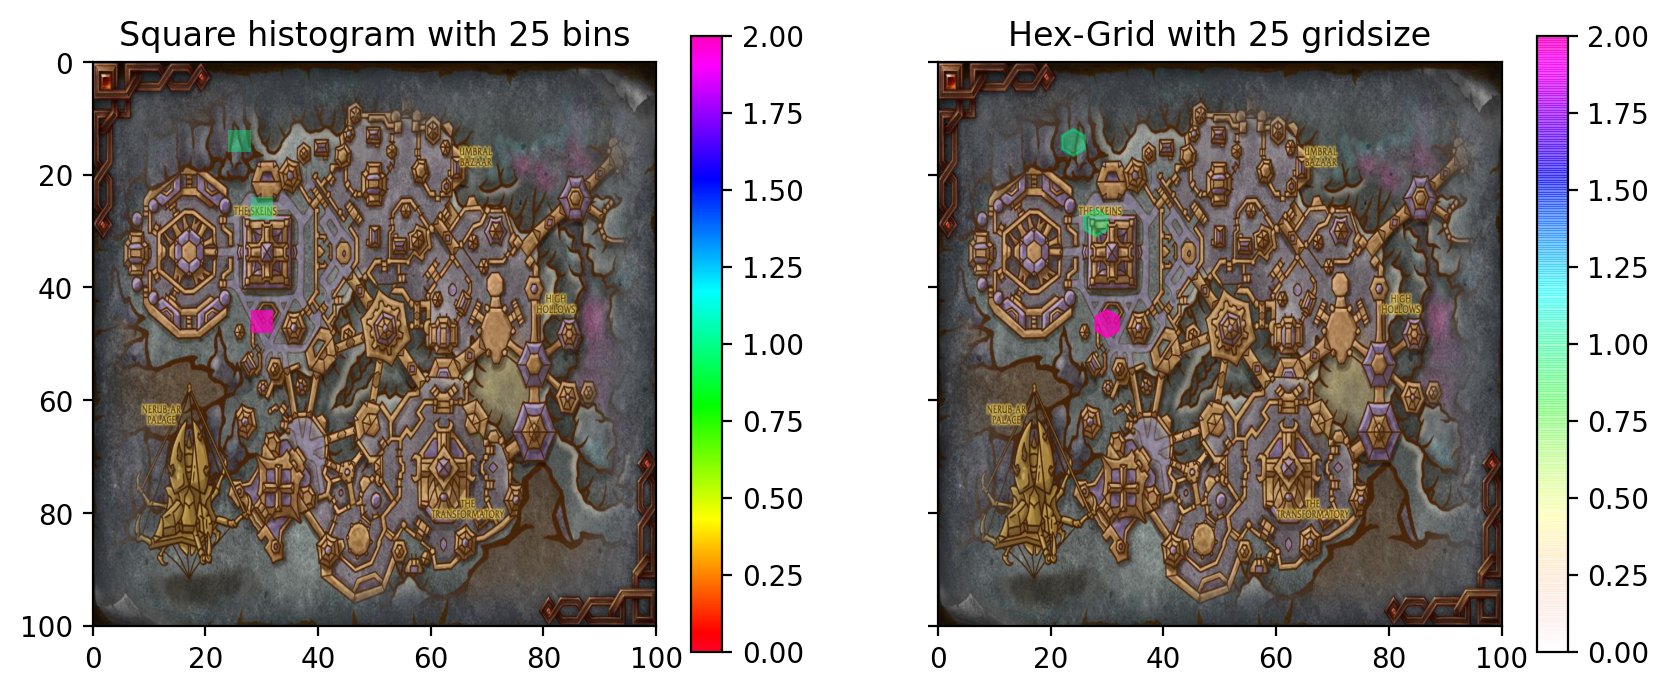 Square histogram with 25 bins
0
20
40
60
80
100
0
20
40
60
80
100
UMBRAL
BAZAAR
THE SKEINS
HIGH
HOLLOWS
NERUB-AR
PALACE
THE
TRANSFORMATORY
2.00
1.75
1.50
1.25
1.00
0.75
0.50
0.25
0.00
Hex-Grid with 25 gridsize
0
20
40
60
80
100
UMBRAL
BAZAAR
THE SKEINS
HIGH
HOLLOWS
NERUB-AR
PALACE
THE
TRANSFORMATORY
2.00
1.75
1.50
1.25
1.00
0.75
0.50
0.25
0.00